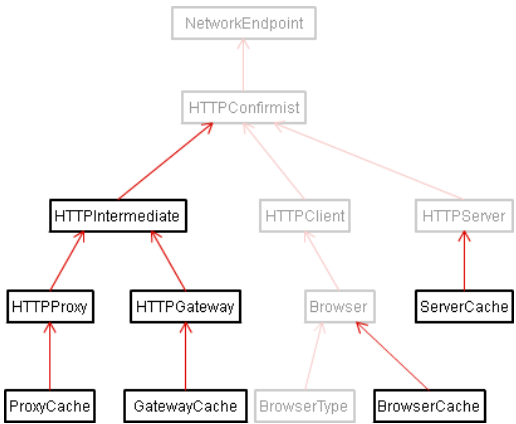 NetworkEndpoint
HTTPConfirmist
HTTPIntermediate
HTTPClient
HTTPServer
HTTPProxy
HTTPGateway
Browser
ServerCache
ProxyCache
GatewayCache
BrowserType
BrowserCache